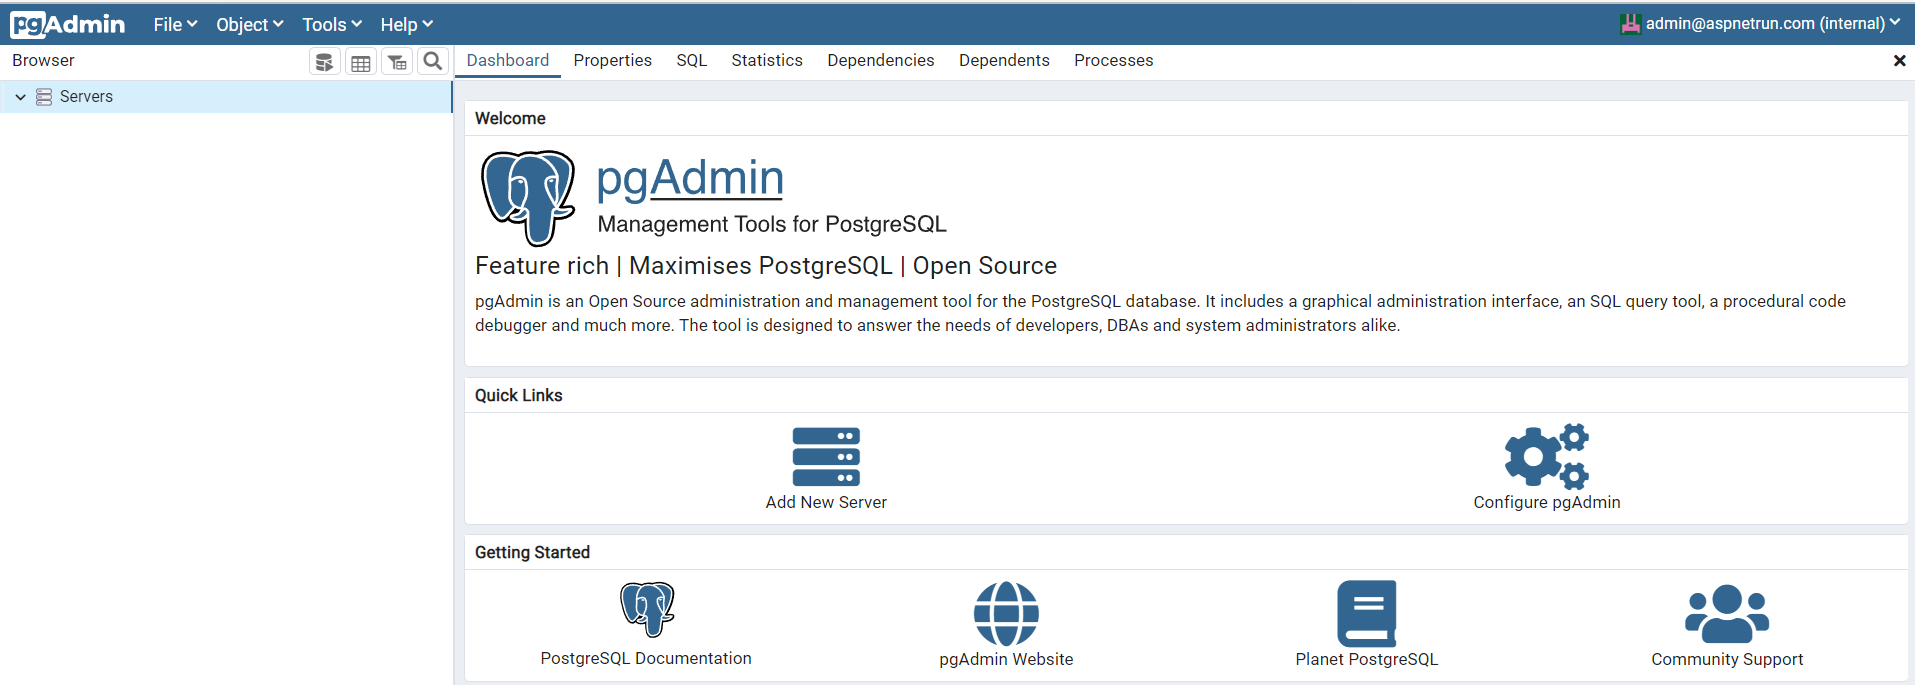 pgAdmin File Object Tools Help admin@aspnetrun.com (internal)
Browser Dashboard Properties SQL Statistics Dependencies Dependents Processes
Servers
Welcome
pgAdmin
Management Tools for PostgreSQL
Feature rich | Maximises PostgreSQL | Open Source
pgAdmin is an Open Source administration and management tool for the PostgreSQL database. It includes a graphical administration interface, an SQL query tool, a procedural code
debugger and much more. The tool is designed to answer the needs of developers, DBAs and system administrators alike.
Quick Links
Add New Server Configure pgAdmin
Getting Started
PostgreSQL Documentation pgAdmin Website Planet PostgreSQL Community Support